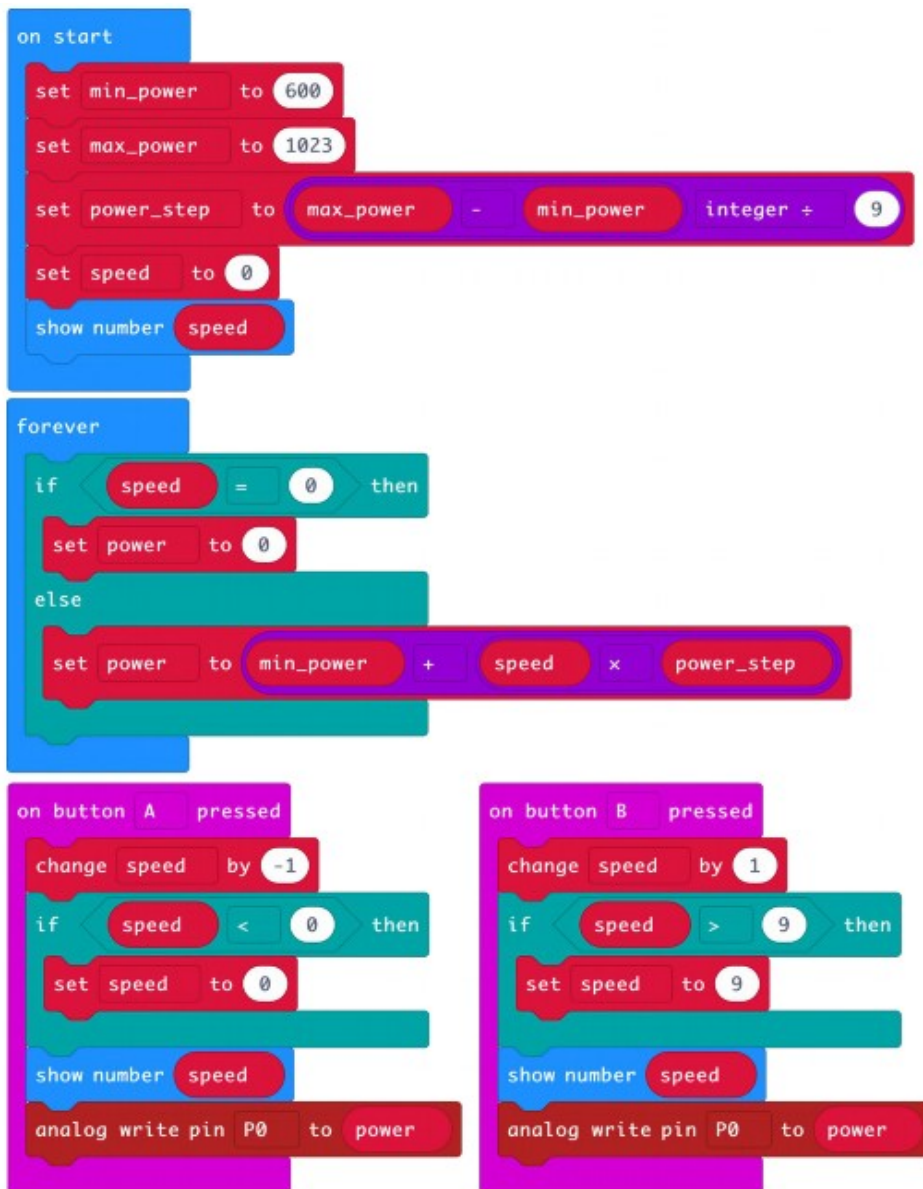 on start
set min_power to 600
set max_power to 1023
set power_step to max_power - min_power integer ÷ 9
set speed to 0
show number speed
forever
if speed = 0 then
set power to 0
else
set power to min_power + speed × power_step
on button A pressed
change speed by -1
if speed < 0 then
set speed to 0
show number speed
analog write pin P0 to power
on button B pressed
change speed by 1
if speed > 9 then
set speed to 9
show number speed
analog write pin P0 to power